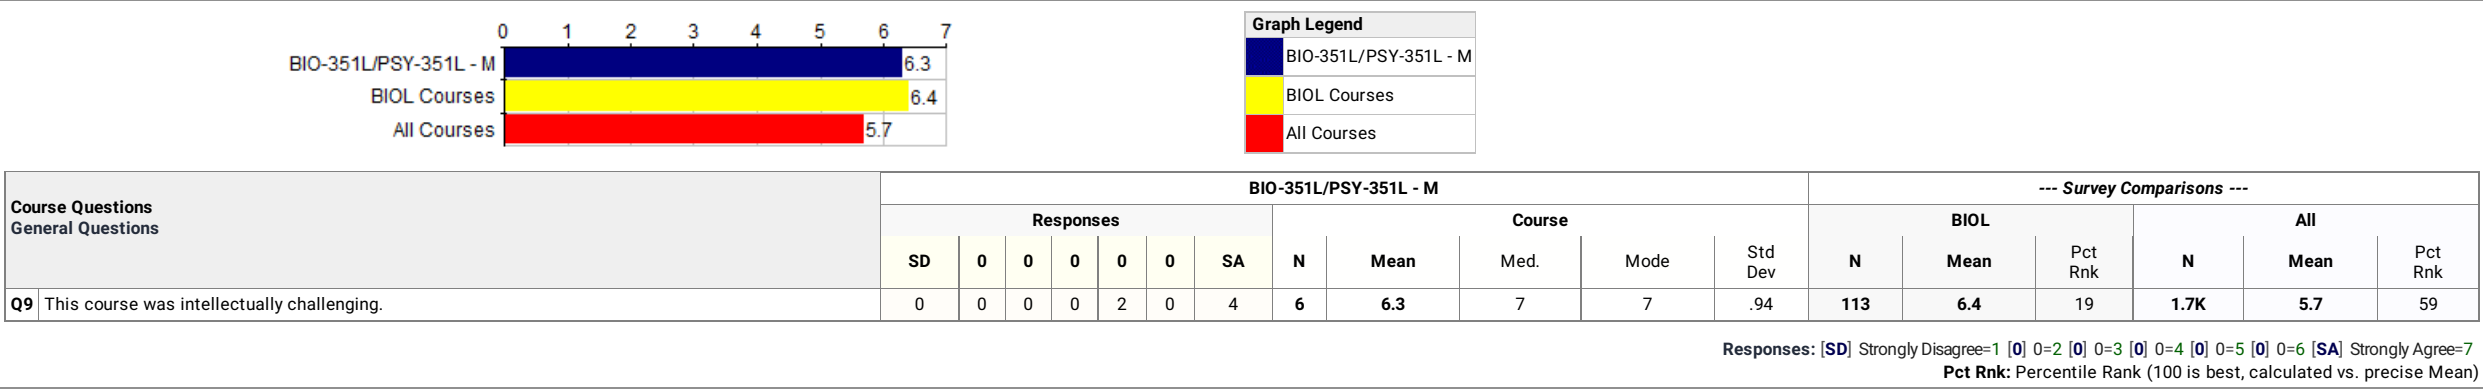 0 1 2 3 4 5 6 7
BIO-351L/PSY-351L - M 6.3
BIOL Courses 6.4
All Courses 5.7
Graph Legend
BIO-351L/PSY-351L - M
BIOL Courses
All Courses
Course Questions
General Questions
BIO-351L/PSY-351L - M --- Survey Comparisons ---
Responses Course BIOL All
SD 0 0 0 0 0 SA N Mean Med. Mode Std Dev N Mean Pct Rnk N Mean Pct Rnk
Q9 This course was intellectually challenging. 0 0 0 0 2 0 4 6 6.3 7 7 .94 113 6.4 19 1.7K 5.7 59
Responses: [SD] Strongly Disagree=1 [0] 0=2 [0] 0=3 [0] 0=4 [0] 0=5 [0] 0=6 [SA] Strongly Agree=7
Pct Rnk: Percentile Rank (100 is best, calculated vs. precise Mean)